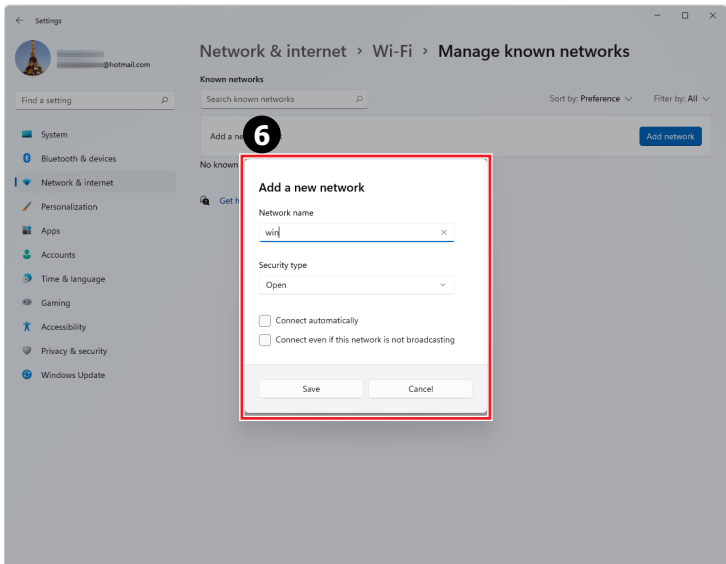 Settings
@hotmail.com
Network & internet > Wi-Fi > Manage known networks
Known networks
Find a setting
Search known networks
Sort by: Preference
Filter by: All
System
Add a ne
6
Add network
Bluetooth & devices
No known
Network & internet
Add a new network
Personalization
Get h
Network name
Apps
win
Accounts
Security type
Time & language
Open
Gaming
Connect automatically
Accessibility
Connect even if this network is not broadcasting
Privacy & security
Windows Update
Save
Cancel